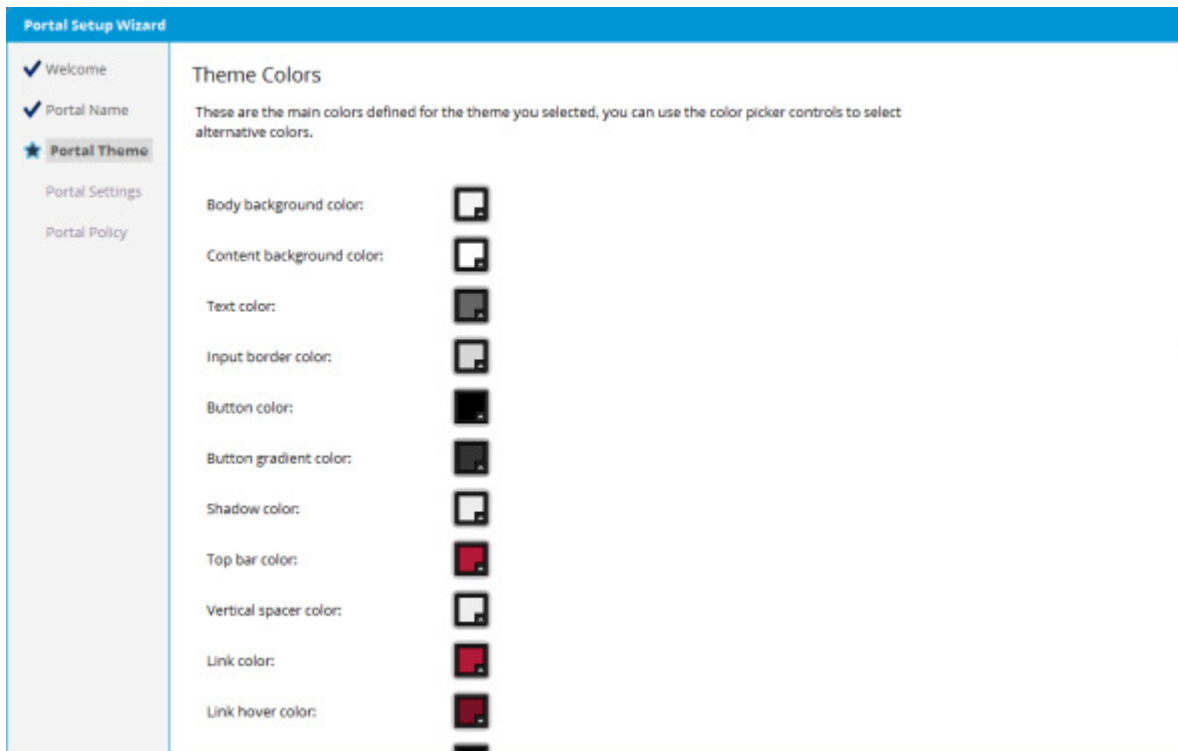 Portal Setup Wizard
Welcome
Portal Name
Portal Theme
Portal Settings
Portal Policy
Theme Colors
These are the main colors defined for the theme you selected, you can use the color picker controls to select
alternative colors.
Body background color:
Content background color:
Text color:
Input border color:
Button color:
Button gradient color:
Shadow color:
Top bar color:
Vertical spacer color:
Link color:
Link hover color: